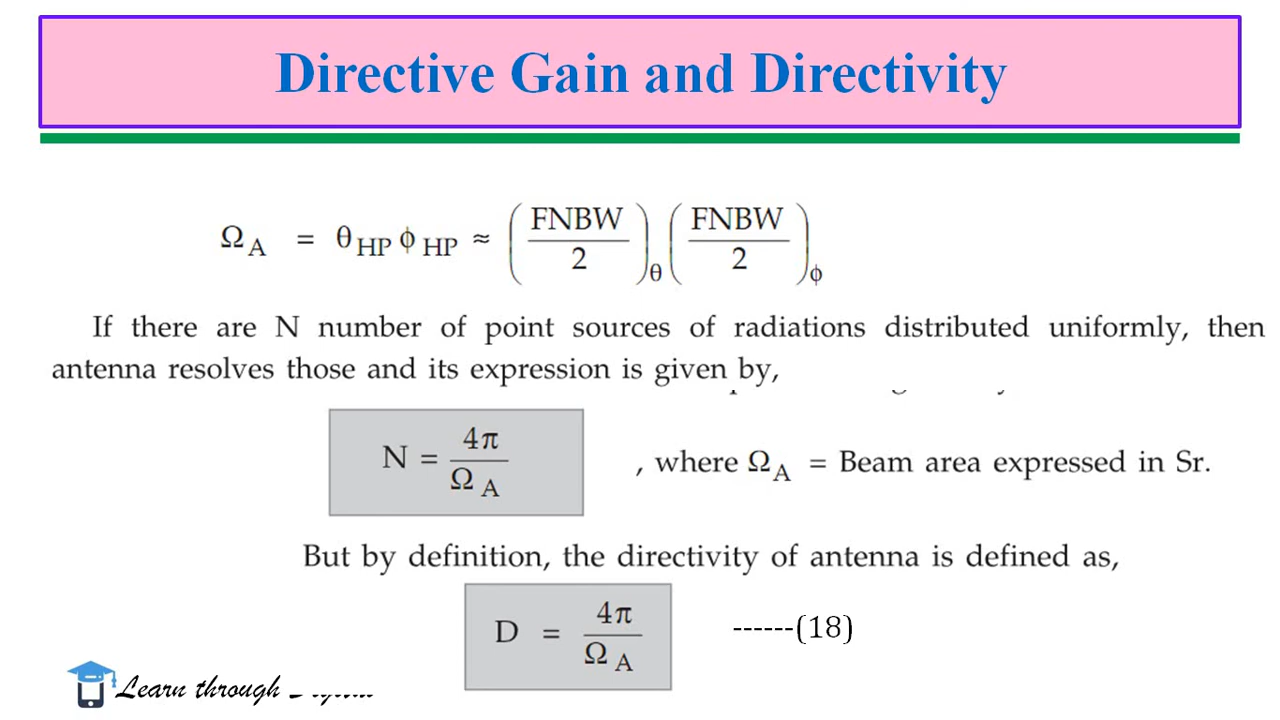 Directive Gain and Directivity
Ω_A = θ_HP ϕ_HP ≈ (FNBW/2)_θ (FNBW/2)_ϕ
If there are N number of point sources of radiations distributed uniformly, then
antenna resolves those and its expression is given by,
N = 4π/Ω_A , where Ω_A = Beam area expressed in Sr.
But by definition, the directivity of antenna is defined as,
D = 4π/Ω_A ------(18)
Learn through